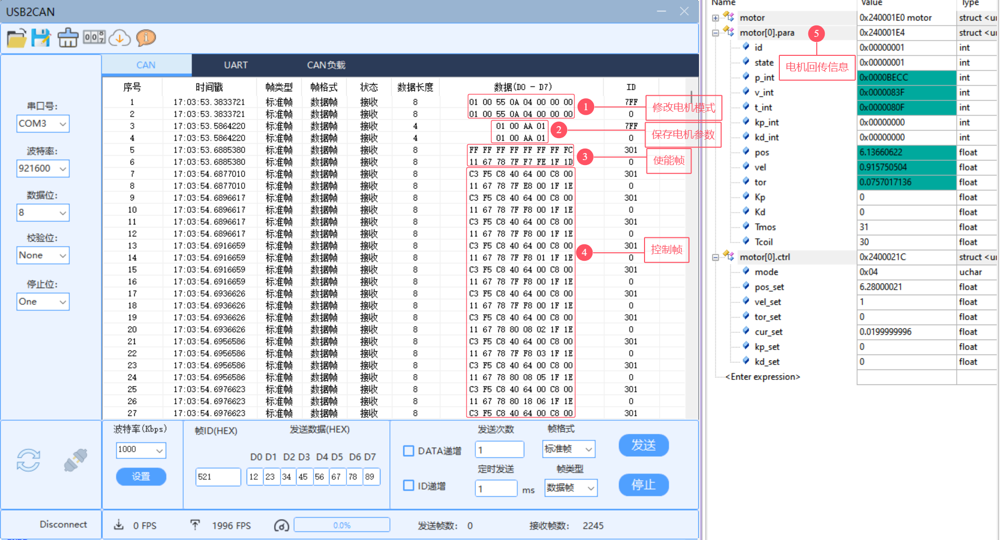 USB2CAN
CAN UART CAN负载
串口号:
COM3
波特率:
921600
数据位:
8
校验位:
None
停止位:
One
序号 时间戳 帧类型 帧格式 状态 数据长度 数据(D0 - D7) ID
1 17:03:53.3833721 标准帧 数据帧 接收 8 01 00 55 0A 04 00 00 00 7FF
2 17:03:53.3833721 标准帧 数据帧 接收 8 01 00 55 0A 04 00 00 00 0
3 17:03:53.5864220 标准帧 数据帧 接收 4 01 00 AA 01 7FF
4 17:03:53.5864220 标准帧 数据帧 接收 4 01 00 AA 01 0
5 17:03:53.6885380 标准帧 数据帧 接收 8 FF FF FF FF FF FF FF FC 301
6 17:03:53.6885380 标准帧 数据帧 接收 8 11 67 78 7F F7 FE 1F 1D 0
7 17:03:54.6877010 标准帧 数据帧 接收 8 C3 F5 C8 40 64 00 C8 00 301
8 17:03:54.6877010 标准帧 数据帧 接收 8 11 67 78 7F E8 00 1F 1E 0
9 17:03:54.6896617 标准帧 数据帧 接收 8 C3 F5 C8 40 64 00 C8 00 301
10 17:03:54.6896617 标准帧 数据帧 接收 8 11 67 78 7F F8 00 1F 1E 0
11 17:03:54.6896617 标准帧 数据帧 接收 8 C3 F5 C8 40 64 00 C8 00 301
12 17:03:54.6896617 标准帧 数据帧 接收 8 11 67 78 7F F8 00 1F 1E 0
13 17:03:54.6916659 标准帧 数据帧 接收 8 C3 F5 C8 40 64 00 C8 00 301
14 17:03:54.6916659 标准帧 数据帧 接收 8 11 67 78 7F F8 01 1F 1E 0
15 17:03:54.6916659 标准帧 数据帧 接收 8 C3 F5 C8 40 64 00 C8 00 301
16 17:03:54.6916659 标准帧 数据帧 接收 8 11 67 78 7F F8 00 1F 1E 0
17 17:03:54.6936626 标准帧 数据帧 接收 8 C3 F5 C8 40 64 00 C8 00 301
18 17:03:54.6936626 标准帧 数据帧 接收 8 11 67 78 7F F8 00 1F 1E 0
19 17:03:54.6936626 标准帧 数据帧 接收 8 C3 F5 C8 40 64 00 C8 00 301
20 17:03:54.6936626 标准帧 数据帧 接收 8 11 67 78 80 08 02 1F 1E 0
21 17:03:54.6956586 标准帧 数据帧 接收 8 C3 F5 C8 40 64 00 C8 00 301
22 17:03:54.6956586 标准帧 数据帧 接收 8 11 67 78 7F F8 03 1F 1E 0
23 17:03:54.6956586 标准帧 数据帧 接收 8 C3 F5 C8 40 64 00 C8 00 301
24 17:03:54.6956586 标准帧 数据帧 接收 8 11 67 78 80 08 05 1F 1E 0
25 17:03:54.6976623 标准帧 数据帧 接收 8 C3 F5 C8 40 64 00 C8 00 301
26 17:03:54.6976623 标准帧 数据帧 接收 8 11 67 78 80 18 06 1F 1E 0
27 17:03:54.6976623 标准帧 数据帧 接收 8 C3 F5 C8 40 64 00 C8 00 301
1 修改电机模式
2 保存电机参数
3 使能帧
4 控制帧
波特率(Kbps)
1000
设置
帧ID(HEX) 发送数据(HEX)
D0 D1 D2 D3 D4 D5 D6 D7
521 12 23 34 45 56 67 78 89
发送次数 帧格式
DATA递增 1 标准帧 发送
定时发送 帧类型
ID递增 1 ms 数据帧 停止
Disconnect 0 FPS 1996 FPS 0.0% 发送帧数: 0 接收帧数: 2245
Name Value Type
motor 0x240001E0 motor struct <u
motor[0].para 0x240001E4 struct <u
5 电机回传信息
id 0x00000001 int
state 0x00000001 int
p_int 0x0000BECC int
v_int 0x0000083F int
t_int 0x0000080F int
kp_int 0x00000000 int
kd_int 0x00000000 int
pos 6.13660622 float
vel 0.915750504 float
tor 0.0757017136 float
Kp 0 float
Kd 0 float
Tmos 31 float
Tcoil 30 float
motor[0].ctrl 0x2400021C struct <u
mode 0x04 uchar
pos_set 6.28000021 float
vel_set 1 float
tor_set 0 float
cur_set 0.0199999996 float
kp_set 0 float
kd_set 0 float
<Enter expression>